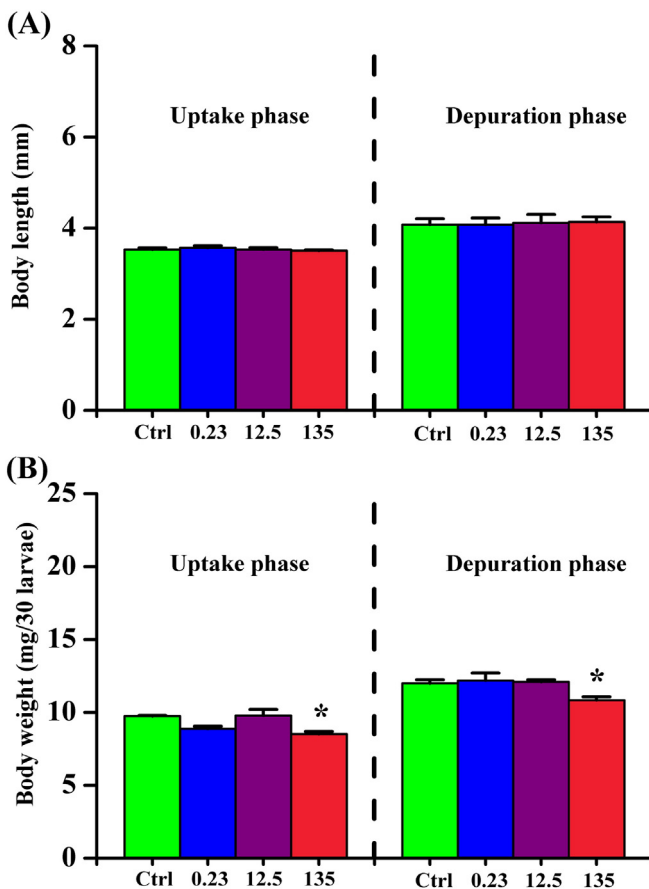 (A)
Body length (mm)
8
6
4
2
0
Uptake phase
Depuration phase
Ctrl 0.23 12.5 135
Ctrl 0.23 12.5 135
(B)
Body weight (mg/30 larvae)
25
20
15
10
5
0
Uptake phase
Depuration phase
*
*
Ctrl 0.23 12.5 135
Ctrl 0.23 12.5 135